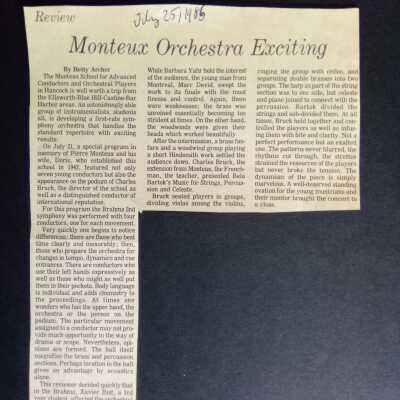 Review
July 25, 1985
Monteux Orchestra Exciting
By Betty Archer
The Monteux School for Advanced
Conductors and Orchestral Players
in Hancock is well worth a trip from
the Ellsworth-Blue Hill-Castine-Bar
Harbor areas. An astonishingly able
group of instrumentalists, students
all, is developing a first-rate sym-
phony orchestra that handles the
standard repertoire with exciting
results.
On July 21, a special program in
memory of Pierre Monteux and his
wife, Doris, who established the
school in 1943, featured not only
seven young conductors but also the
appearance on the podium of Charles
Bruck, the director of the school as
well as a distinguished conductor of
international reputation.
For this program the Brahms 3rd
symphony was performed with four
conductors, one for each movement.
Very quickly one begins to notice
differences: there are those who beat
time clearly and inexorably; then,
those who prepare the orchestra for
changes in tempo, dynamics and cue
entrances. There are conductors who
use their left hands expressively as
well as those who might as well put
them in their pockets. Body language
is individual and adds chemistry to
the proceedings. At times one
wonders who has the upper hand, the
orchestra or the person on the
podium. The particular movement
assigned to a conductor may not pro-
vide much opportunity in the way of
drama or scope. Nevertheless, opi-
nions are formed. The hall itself
magnifies the brass and percussion
sections. Perhaps location in the hall
gives an advantage by acoustics
alone.
This reviewer decided quickly that
in the Brahms, Xavier Rist, a 3rd
year student, affected the orchestra
While Barbara Yahr held the interest
of the audience, the young man from
Montreal, Marc David, swept the
work to its finale with the most
finesse and control. Again, there
were weaknesses; the brass was
unmixed essentially becoming too
strident at times. On the other hand,
the woodwinds were given their
heads which worked beautifully.
After the intermission, a brass fan-
fare and a woodwind group playing
a short Hindemith work settled the
audience down. Charles Bruck, the
extension from Monteux, the French-
man, the teacher, presented Bela
Bartok's Music for Strings, Percus-
sion and Celeste.
Bruck seated players in groups,
dividing violas among the violins,
ringing the group with cellos, and
separating double basses into two
groups. The harp as part of the string
section was to one side, but celeste
and piano joined to connect with the
percussion. Bartok divided the
strings and sub-divided them. At all
times, Bruck held together and con-
trolled the players as well as infus-
ing them with bite and clarity. Not a
perfect performance but an exalted
one. The patterns never blurred, the
rhythms cut through, the stretto
strained the resources of the players
but never broke the tension. The
dynamism of the piece is simply
marvelous. A well-deserved standing
ovation for the young musicians and
their mentor brought the concert to
a close.